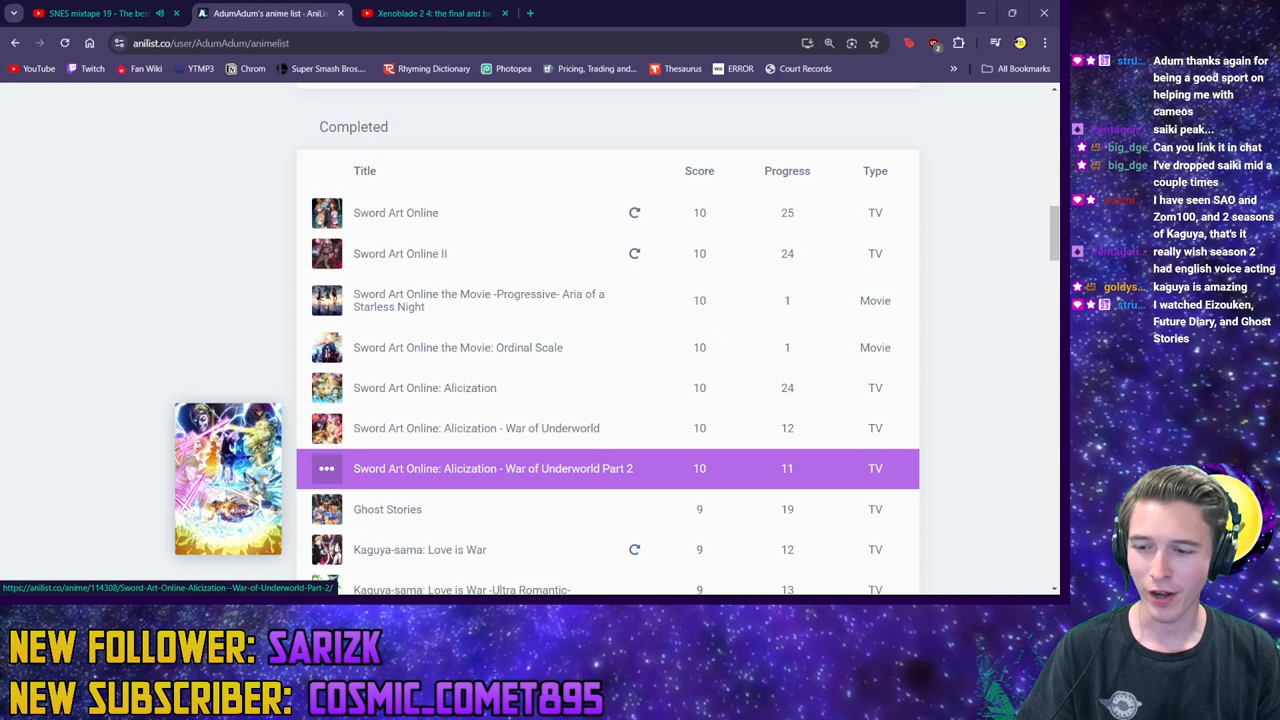 SNES mixtape 19 - The best
AdumAdum's anime list · AniLis
Xenoblade 2 4: the final and be
anilist.co/user/AdumAdum/animelist
YouTube
Twitch
Fan Wiki
YTMP3
Chrom
Super Smash Bros....
Rhyming Dictionary
Photopea
Pricing, Trading and...
Thesaurus
ERROR
Court Records
»
All Bookmarks
Completed
Title Score Progress Type
Sword Art Online 10 25 TV
Sword Art Online II 10 24 TV
Sword Art Online the Movie -Progressive- Aria of a
Starless Night 10 1 Movie
Sword Art Online the Movie: Ordinal Scale 10 1 Movie
Sword Art Online: Alicization 10 24 TV
Sword Art Online: Alicization - War of Underworld 10 12 TV
Sword Art Online: Alicization - War of Underworld Part 2 10 11 TV
Ghost Stories 9 19 TV
Kaguya-sama: Love is War 9 12 TV
Kaguya-sama: Love is War -Ultra Romantic- 9 13 TV
https://anilist.co/anime/114308/Sword-Art-Online-Alicization--War-of-Underworld-Part-2/
stru... Adum thanks again for
being a good sport on
helping me with
cameos
saiki peak...
big_dge Can you link it in chat
big_dge I've dropped saiki mid a
couple times
I have seen SAO and
Zom100, and 2 seasons
of Kaguya, that's it
really wish season 2
had english voice acting
goldys... kaguya is amazing
stru... I watched Eizouken,
Future Diary, and Ghost
Stories
NEW FOLLOWER: SARIZK
NEW SUBSCRIBER: COSMIC_COMET895